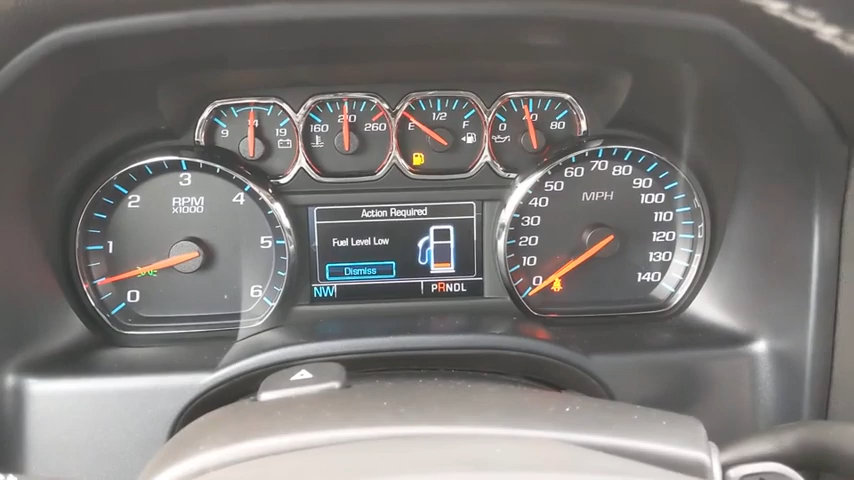 9 14 19
160 210 260
E 1/2 F
0 40 80
RPM
X1000
0 1 2 3 4 5 6
MPH
0 10 20 30 40 50 60 70 80 90 100 110 120 130 140
Action Required
Fuel Level Low
Dismiss
NW
PRNDL